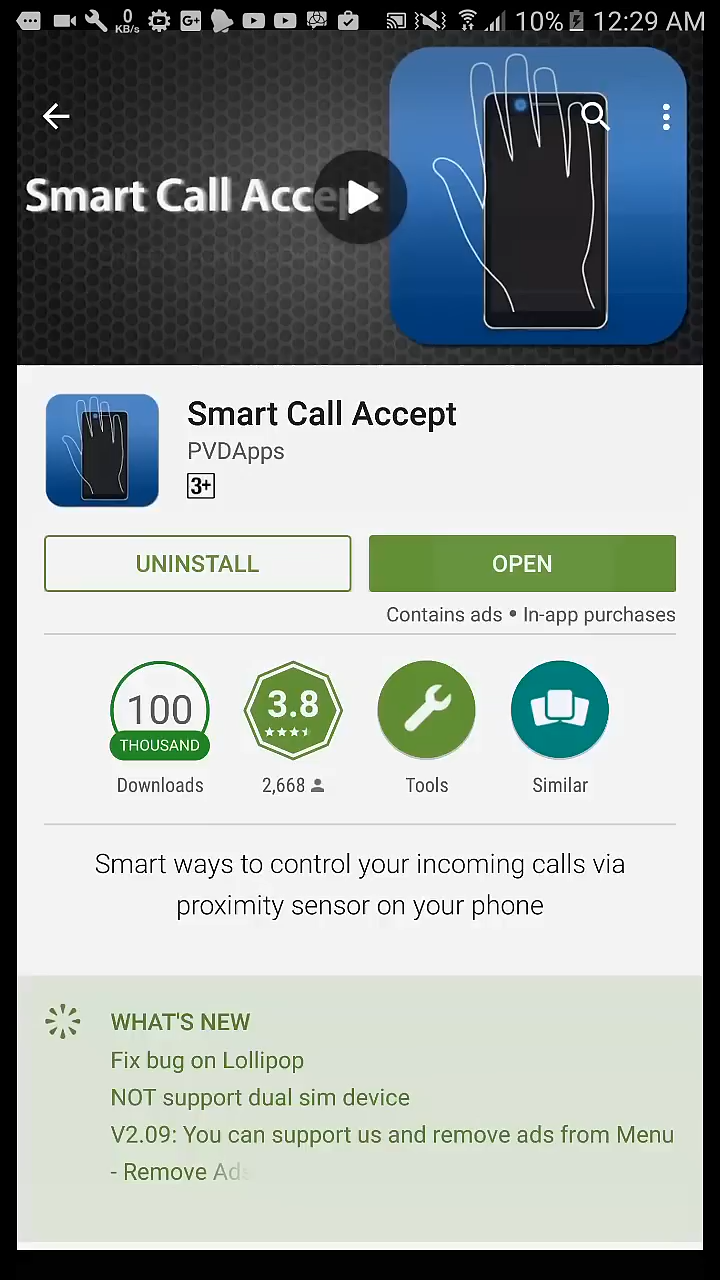 0
KB/s
G+
10% 12:29 AM
Smart Call Accept
Smart Call Accept
PVDApps
3+
UNINSTALL
OPEN
Contains ads • In-app purchases
100
THOUSAND
Downloads
3.8
2,668
Tools
Similar
Smart ways to control your incoming calls via
proximity sensor on your phone
WHAT'S NEW
Fix bug on Lollipop
NOT support dual sim device
V2.09: You can support us and remove ads from Menu
- Remove Ads